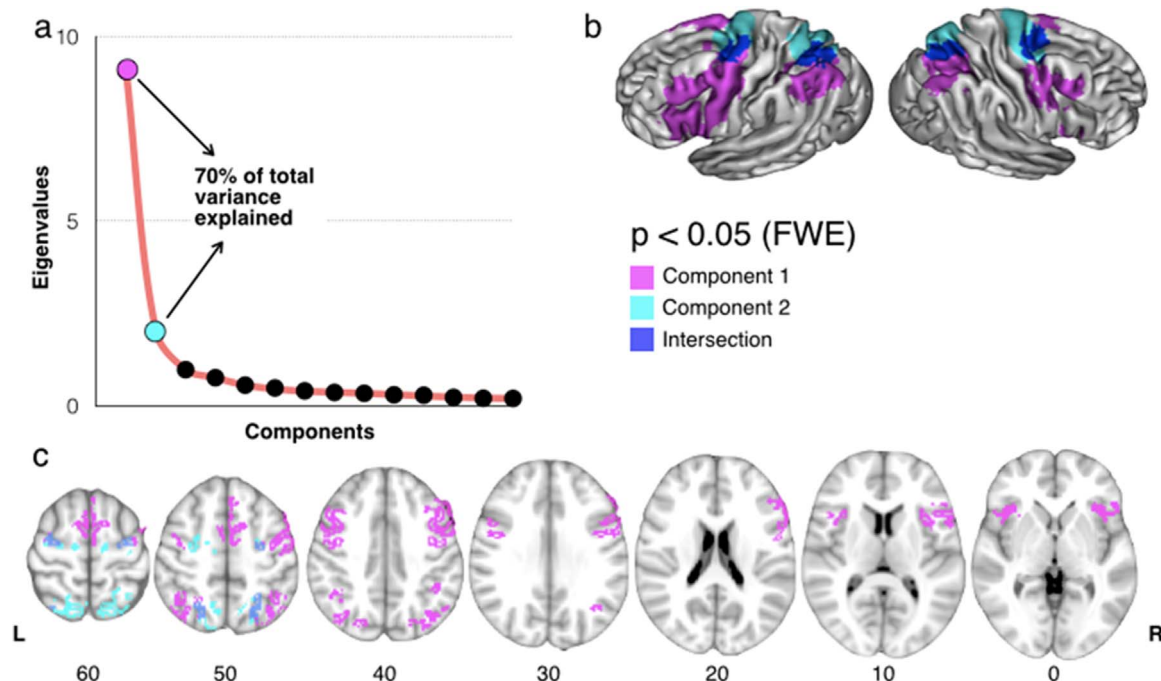 a
10
5
0
Eigenvalues
70% of total
variance
explained
Components
b
p < 0.05 (FWE)
Component 1
Component 2
Intersection
c
L
R
60 50 40 30 20 10 0